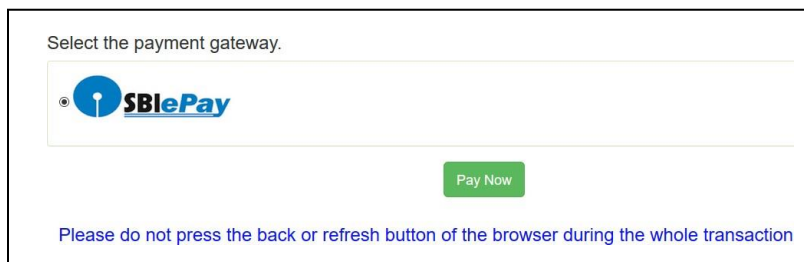 Select the payment gateway.
SBIePay
Pay Now
Please do not press the back or refresh button of the browser during the whole transaction